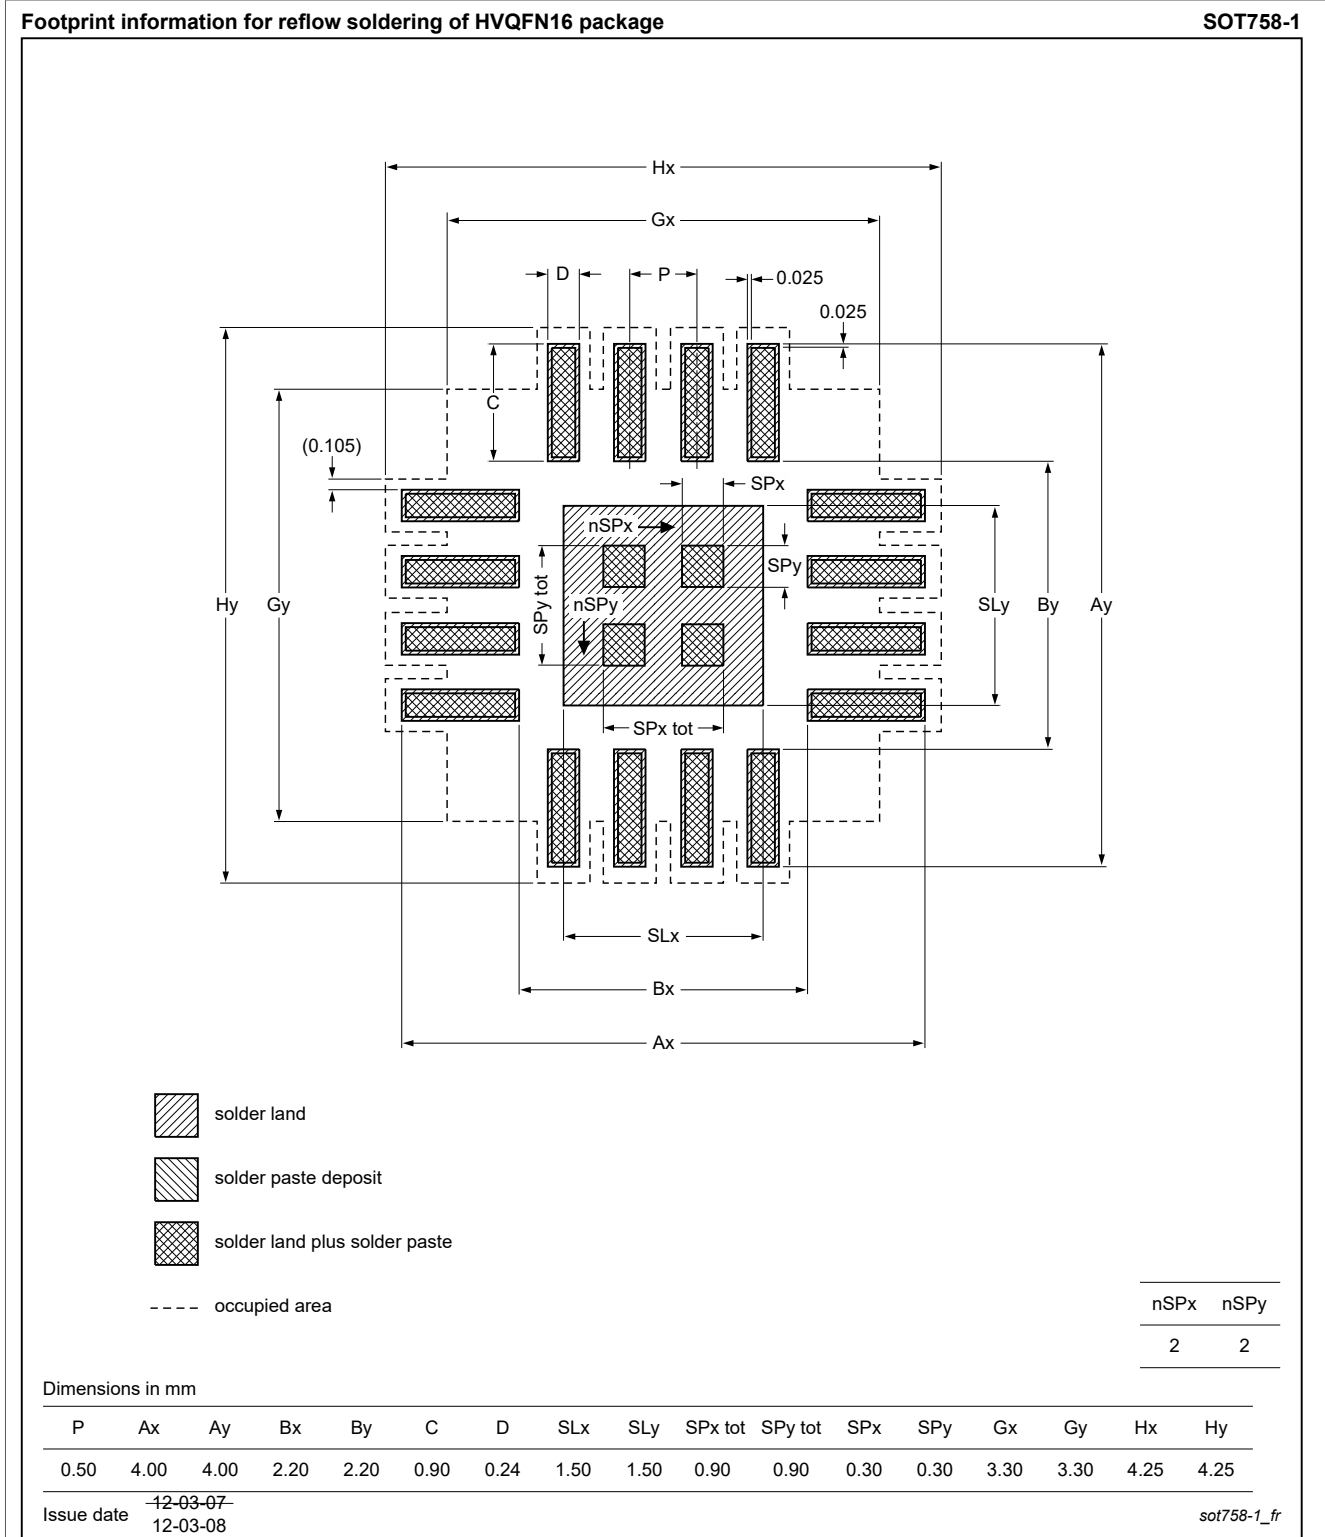 Footprint information for reflow soldering of HVQFN16 package SOT758-1
Hx
Gx
D P 0.025
0.025
C
(0.105)
SPx
nSPx
SPy
SPy tot
Hy Gy nSPy SLy By Ay
SPx tot
SLx
Bx
Ax
solder land
solder paste deposit
solder land plus solder paste
occupied area
nSPx nSPy
2 2
Dimensions in mm
P Ax Ay Bx By C D SLx SLy SPx tot SPy tot SPx SPy Gx Gy Hx Hy
0.50 4.00 4.00 2.20 2.20 0.90 0.24 1.50 1.50 0.90 0.90 0.30 0.30 3.30 3.30 4.25 4.25
12-03-07
Issue date
12-03-08
sot758-1_fr